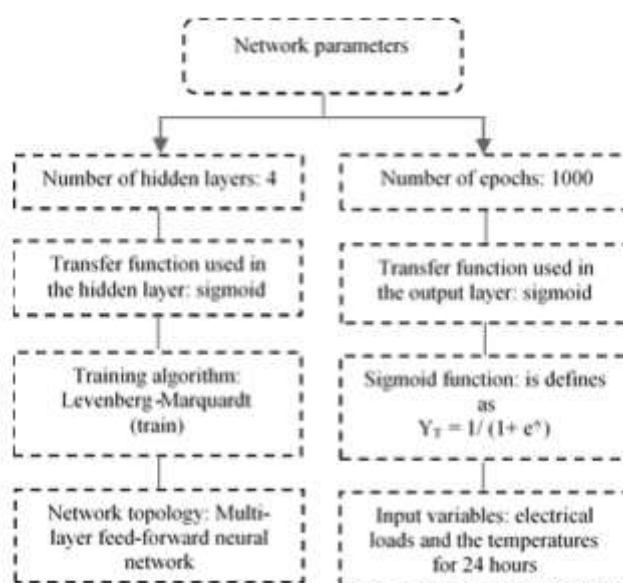 Network parameters
Number of hidden layers: 4
Transfer function used in
the hidden layer: sigmoid
Training algorithm:
Levenberg-Marquardt
(train)
Network topology: Multi-
layer feed-forward neural
network
Number of epochs: 1000
Transfer function used in
the output layer: sigmoid
Sigmoid function: is defines
as
Y_T = 1/ (1+ e^)
Input variables: electrical
loads and the temperatures
for 24 hours